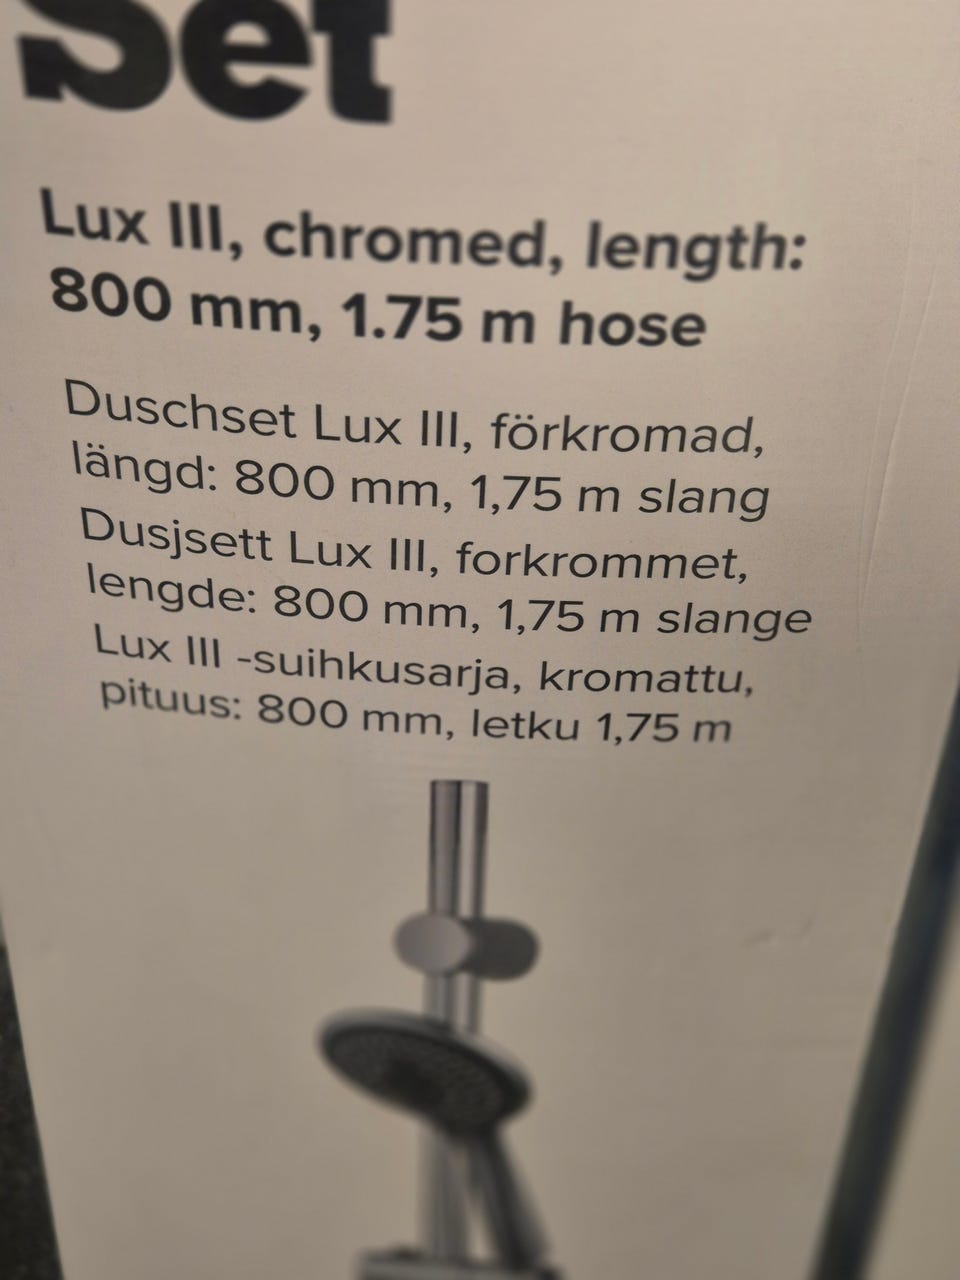 Set
Lux III, chromed, length:
800 mm, 1.75 m hose
Duschset Lux III, förkromad,
längd: 800 mm, 1,75 m slang
Dusjsett Lux III, forkrommet,
lengde: 800 mm, 1,75 m slange
Lux III -suihkusarja, kromattu,
pituus: 800 mm, letku 1,75 m